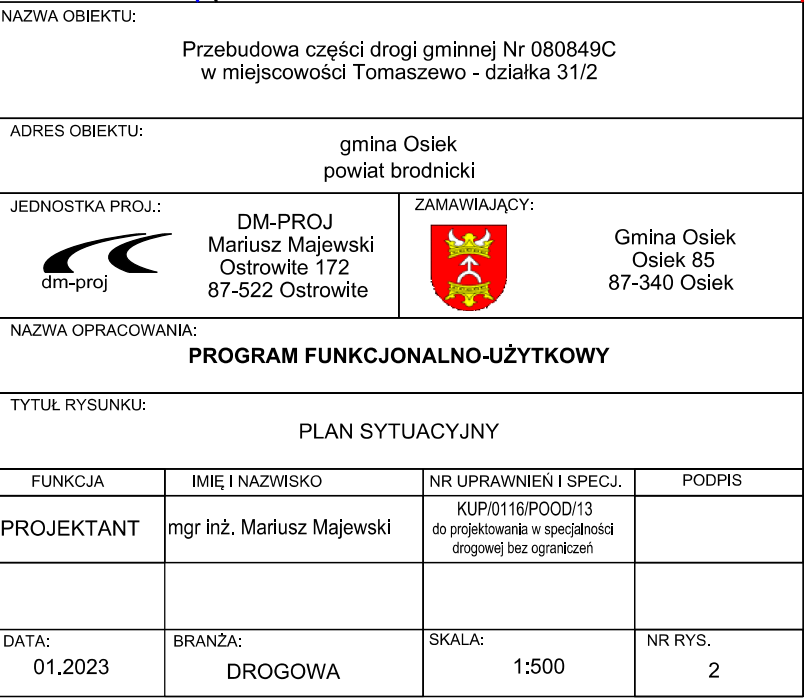 NAZWA OBIEKTU:
Przebudowa części drogi gminnej Nr 080849C
w miejscowości Tomaszewo - działka 31/2
ADRES OBIEKTU:
gmina Osiek
powiat brodnicki
JEDNOSTKA PROJ.:
dm-proj
DM-PROJ
Mariusz Majewski
Ostrowite 172
87-522 Ostrowite
ZAMAWIAJĄCY:
Gmina Osiek
Osiek 85
87-340 Osiek
NAZWA OPRACOWANIA:
PROGRAM FUNKCJONALNO-UŻYTKOWY
TYTUŁ RYSUNKU:
PLAN SYTUACYJNY
FUNKCJA IMIĘ I NAZWISKO NR UPRAWNIEŃ I SPECJ. PODPIS
PROJEKTANT mgr inż. Mariusz Majewski
KUP/0116/POOD/13
do projektowania w specjalności
drogowej bez ograniczeń
DATA: BRANŻA: SKALA: NR RYS.
01.2023 DROGOWA 1:500 2